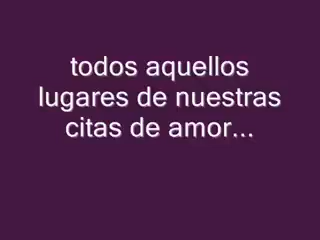 todos aquellos
lugares de nuestras
citas de amor...